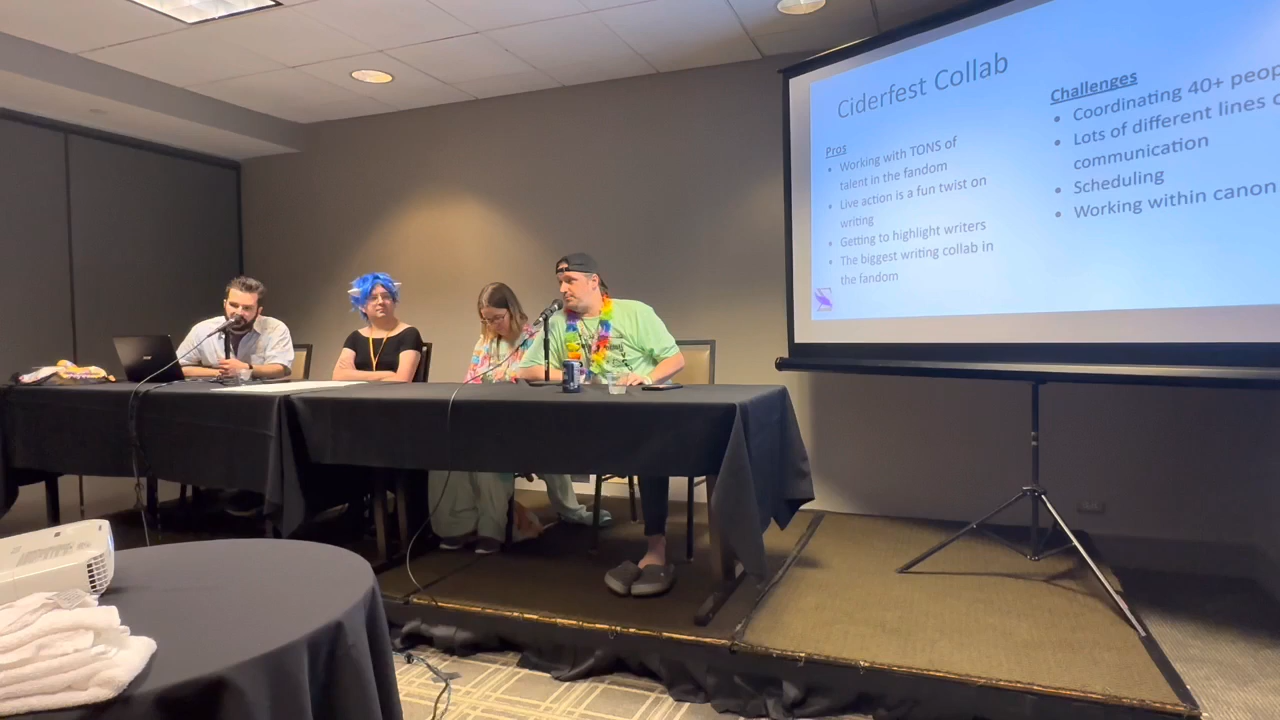 Ciderfest Collab
Pros
• Working with TONS of
talent in the fandom
• Live action is a fun twist on
writing
• Getting to highlight writers
• The biggest writing collab in
the fandom
Challenges
• Coordinating 40+
• Lots of different lines
communication
• Scheduling
• Working within canon